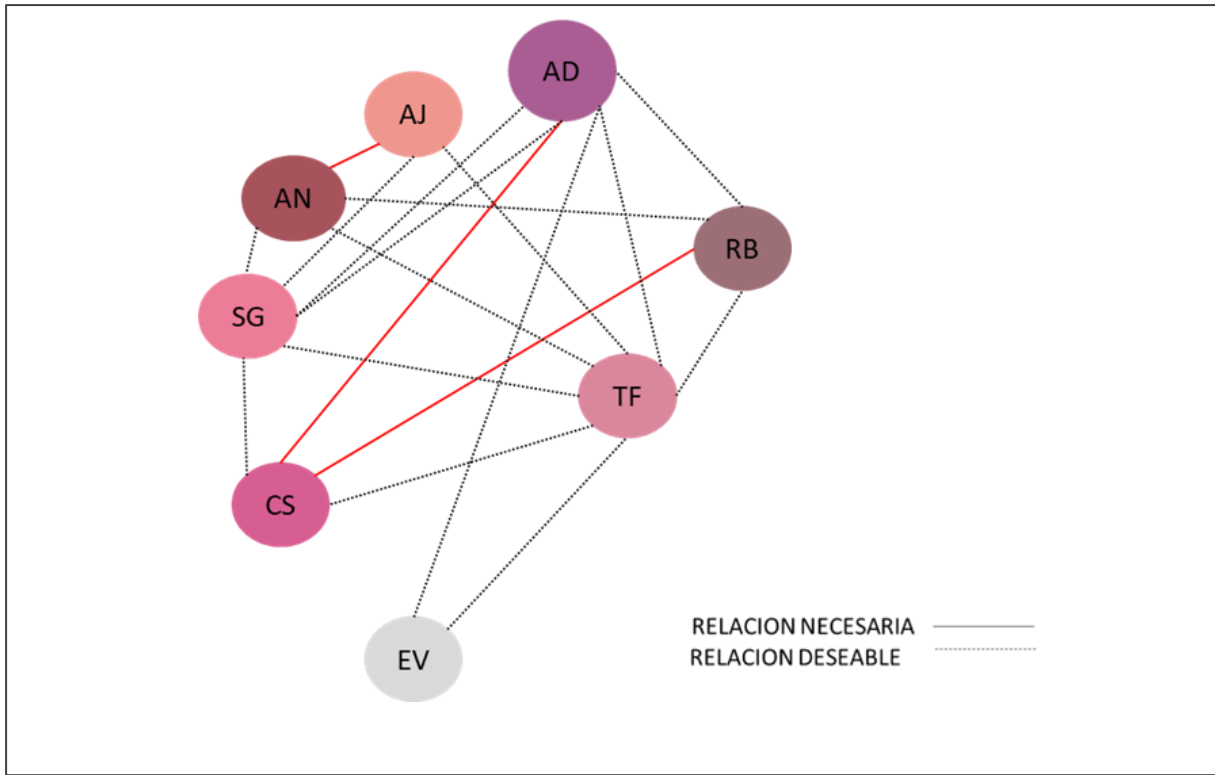 AD
AJ
AN
RB
SG
TF
CS
EV
RELACION NECESARIA
RELACION DESEABLE